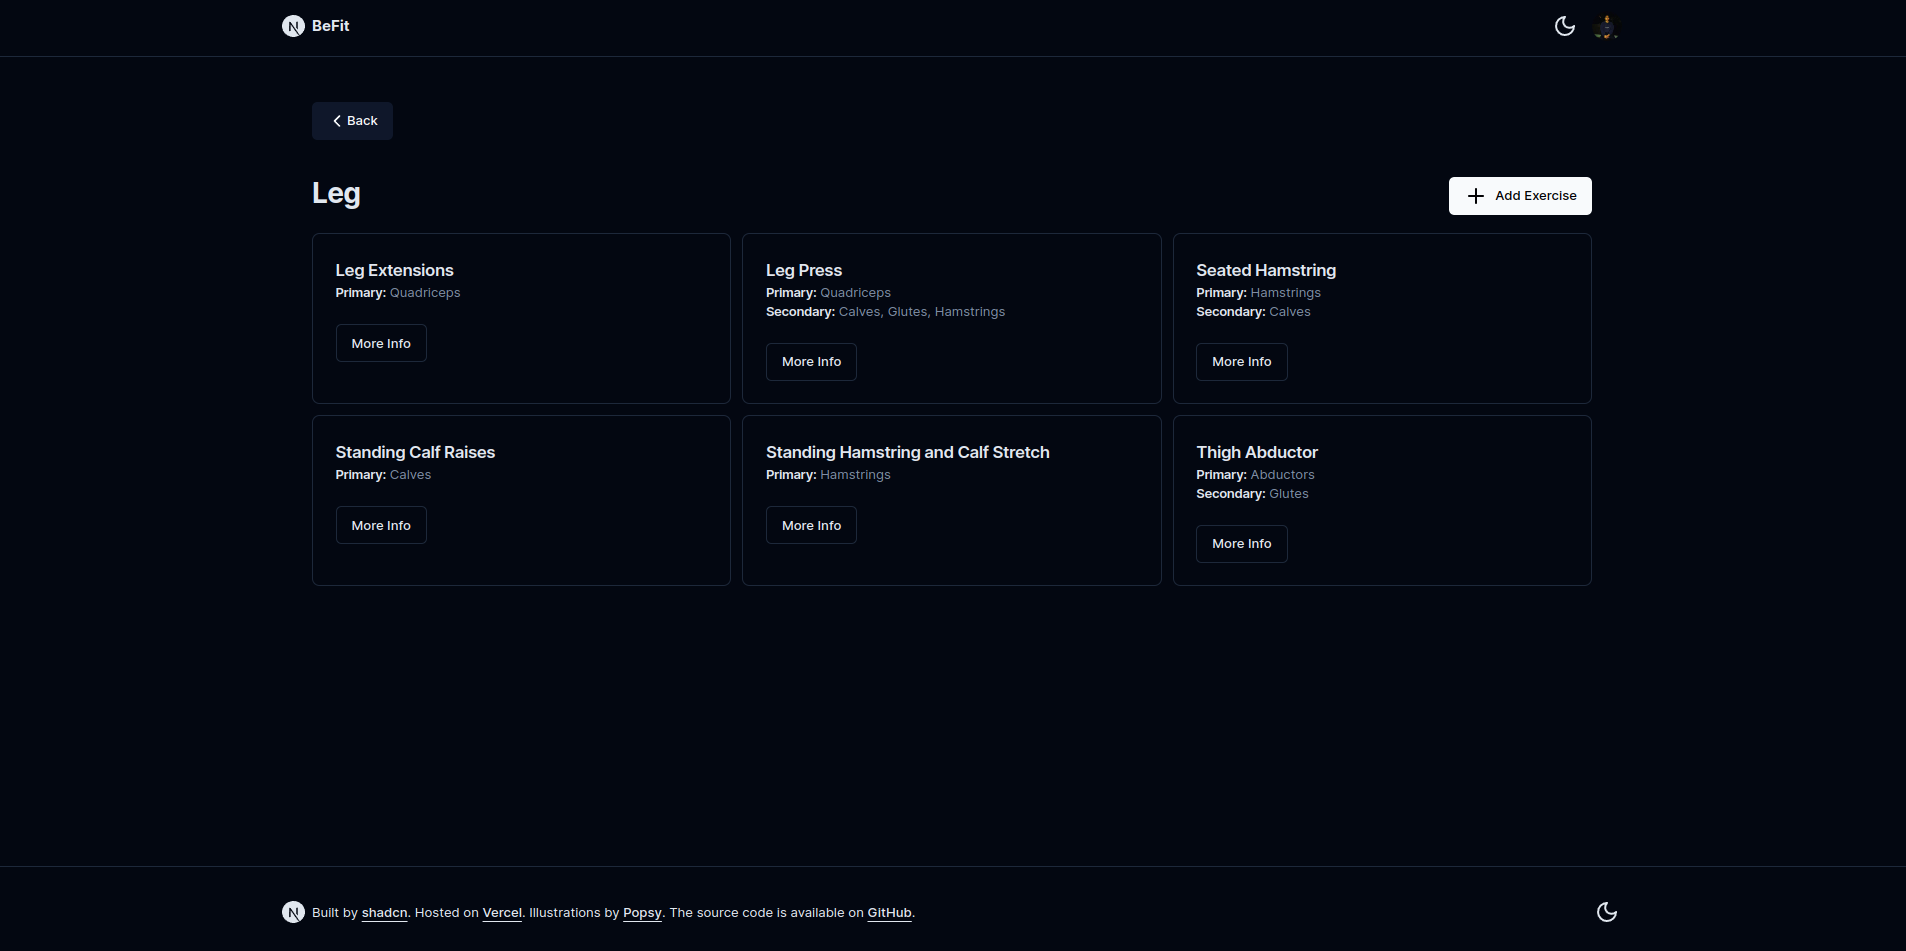 BeFit
Back
Leg
Add Exercise
Leg Extensions
Primary: Quadriceps
More Info
Leg Press
Primary: Quadriceps
Secondary: Calves, Glutes, Hamstrings
More Info
Seated Hamstring
Primary: Hamstrings
Secondary: Calves
More Info
Standing Calf Raises
Primary: Calves
More Info
Standing Hamstring and Calf Stretch
Primary: Hamstrings
More Info
Thigh Abductor
Primary: Abductors
Secondary: Glutes
More Info
Built by shadcn. Hosted on Vercel. Illustrations by Popsy. The source code is available on GitHub.